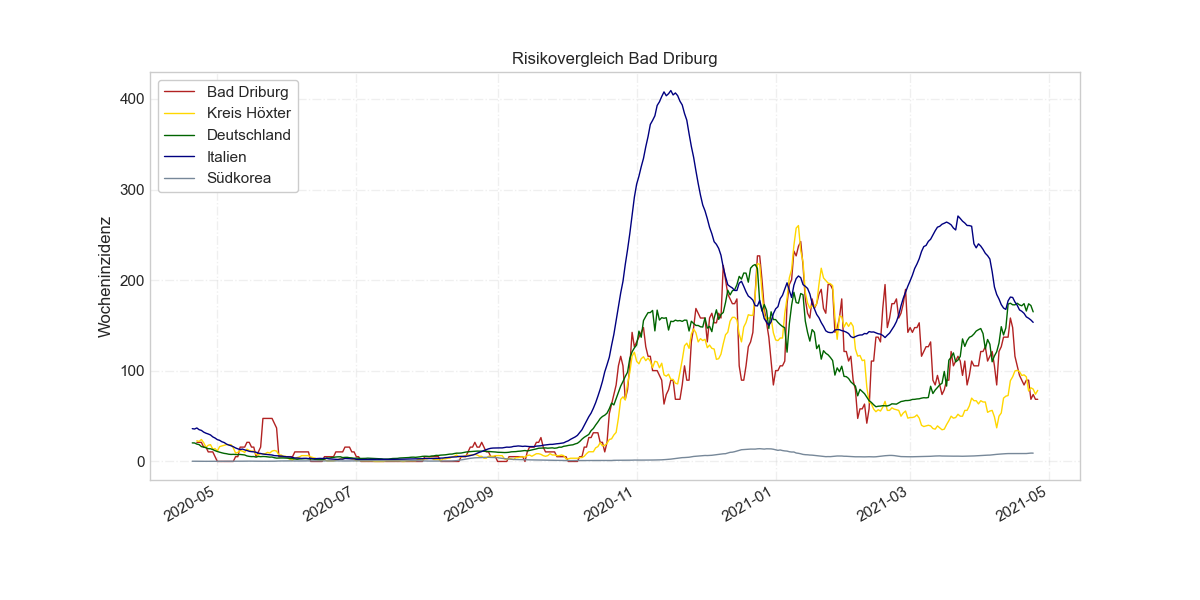 Risikovergleich Bad Driburg
Bad Driburg
Kreis Höxter
Deutschland
Italien
Südkorea
Wocheninzidenz
400
300
200
100
0
2020-05
2020-07
2020-09
2020-11
2021-01
2021-03
2021-05